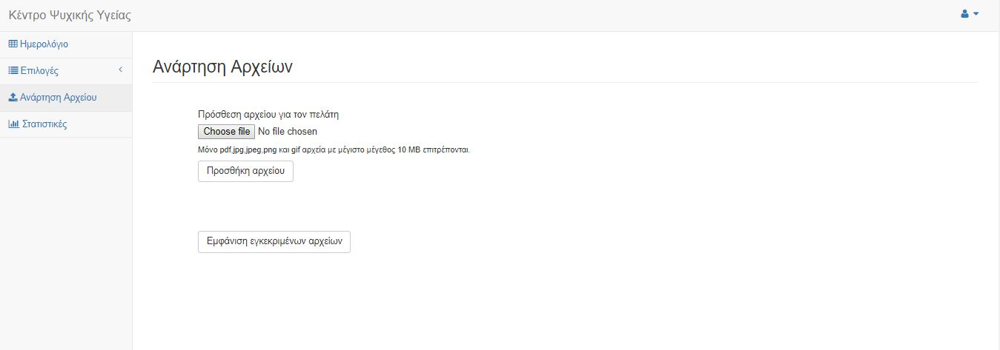 Κέντρο Ψυχικής Υγείας
Ημερολόγιο
Επιλογές
Ανάρτηση Αρχείου
Στατιστικές
Ανάρτηση Αρχείων
Πρόσθεση αρχείου για τον πελάτη
Choose file No file chosen
Μόνο pdf,jpg,jpeg,png και gif αρχεία με μέγιστο μέγεθος 10 MB επιτρέπονται.
Προσθήκη αρχείου
Εμφάνιση εγκεκριμένων αρχείων